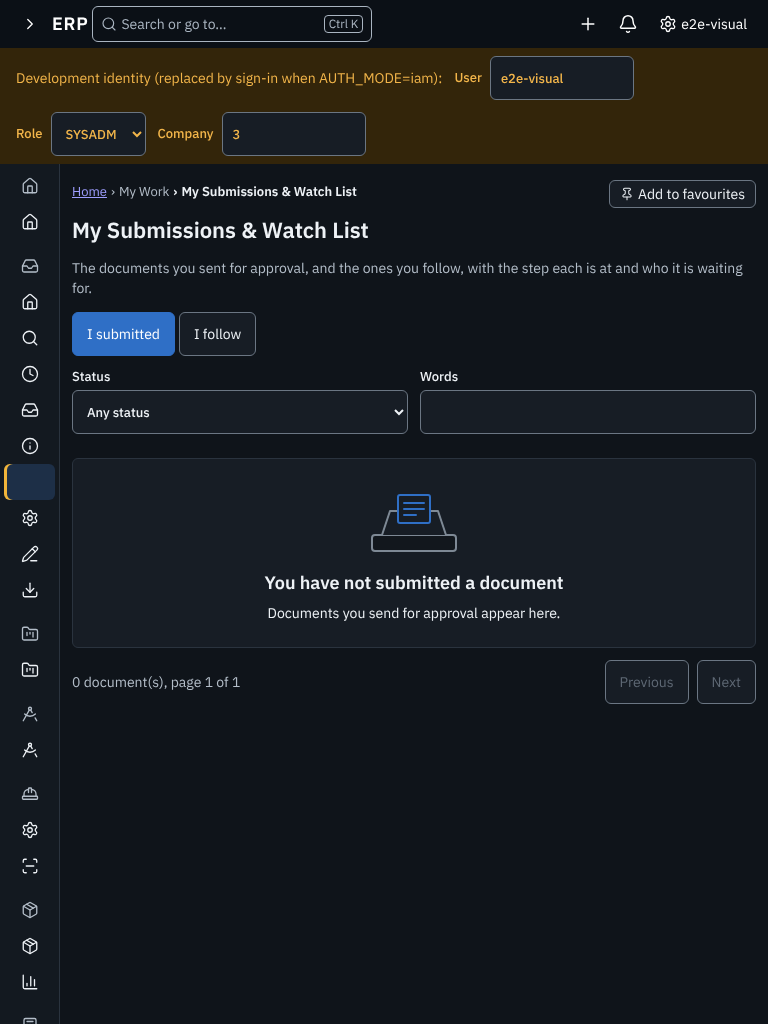 ERP
Search or go to...
Ctrl K
e2e-visual
Development identity (replaced by sign-in when AUTH_MODE=iam):
User
e2e-visual
Role
SYSADM
Company
3
Home › My Work › My Submissions & Watch List
Add to favourites
My Submissions & Watch List
The documents you sent for approval, and the ones you follow, with the step each is at and who it is waiting
for.
I submitted
I follow
Status
Words
Any status
You have not submitted a document
Documents you send for approval appear here.
0 document(s), page 1 of 1
Previous
Next